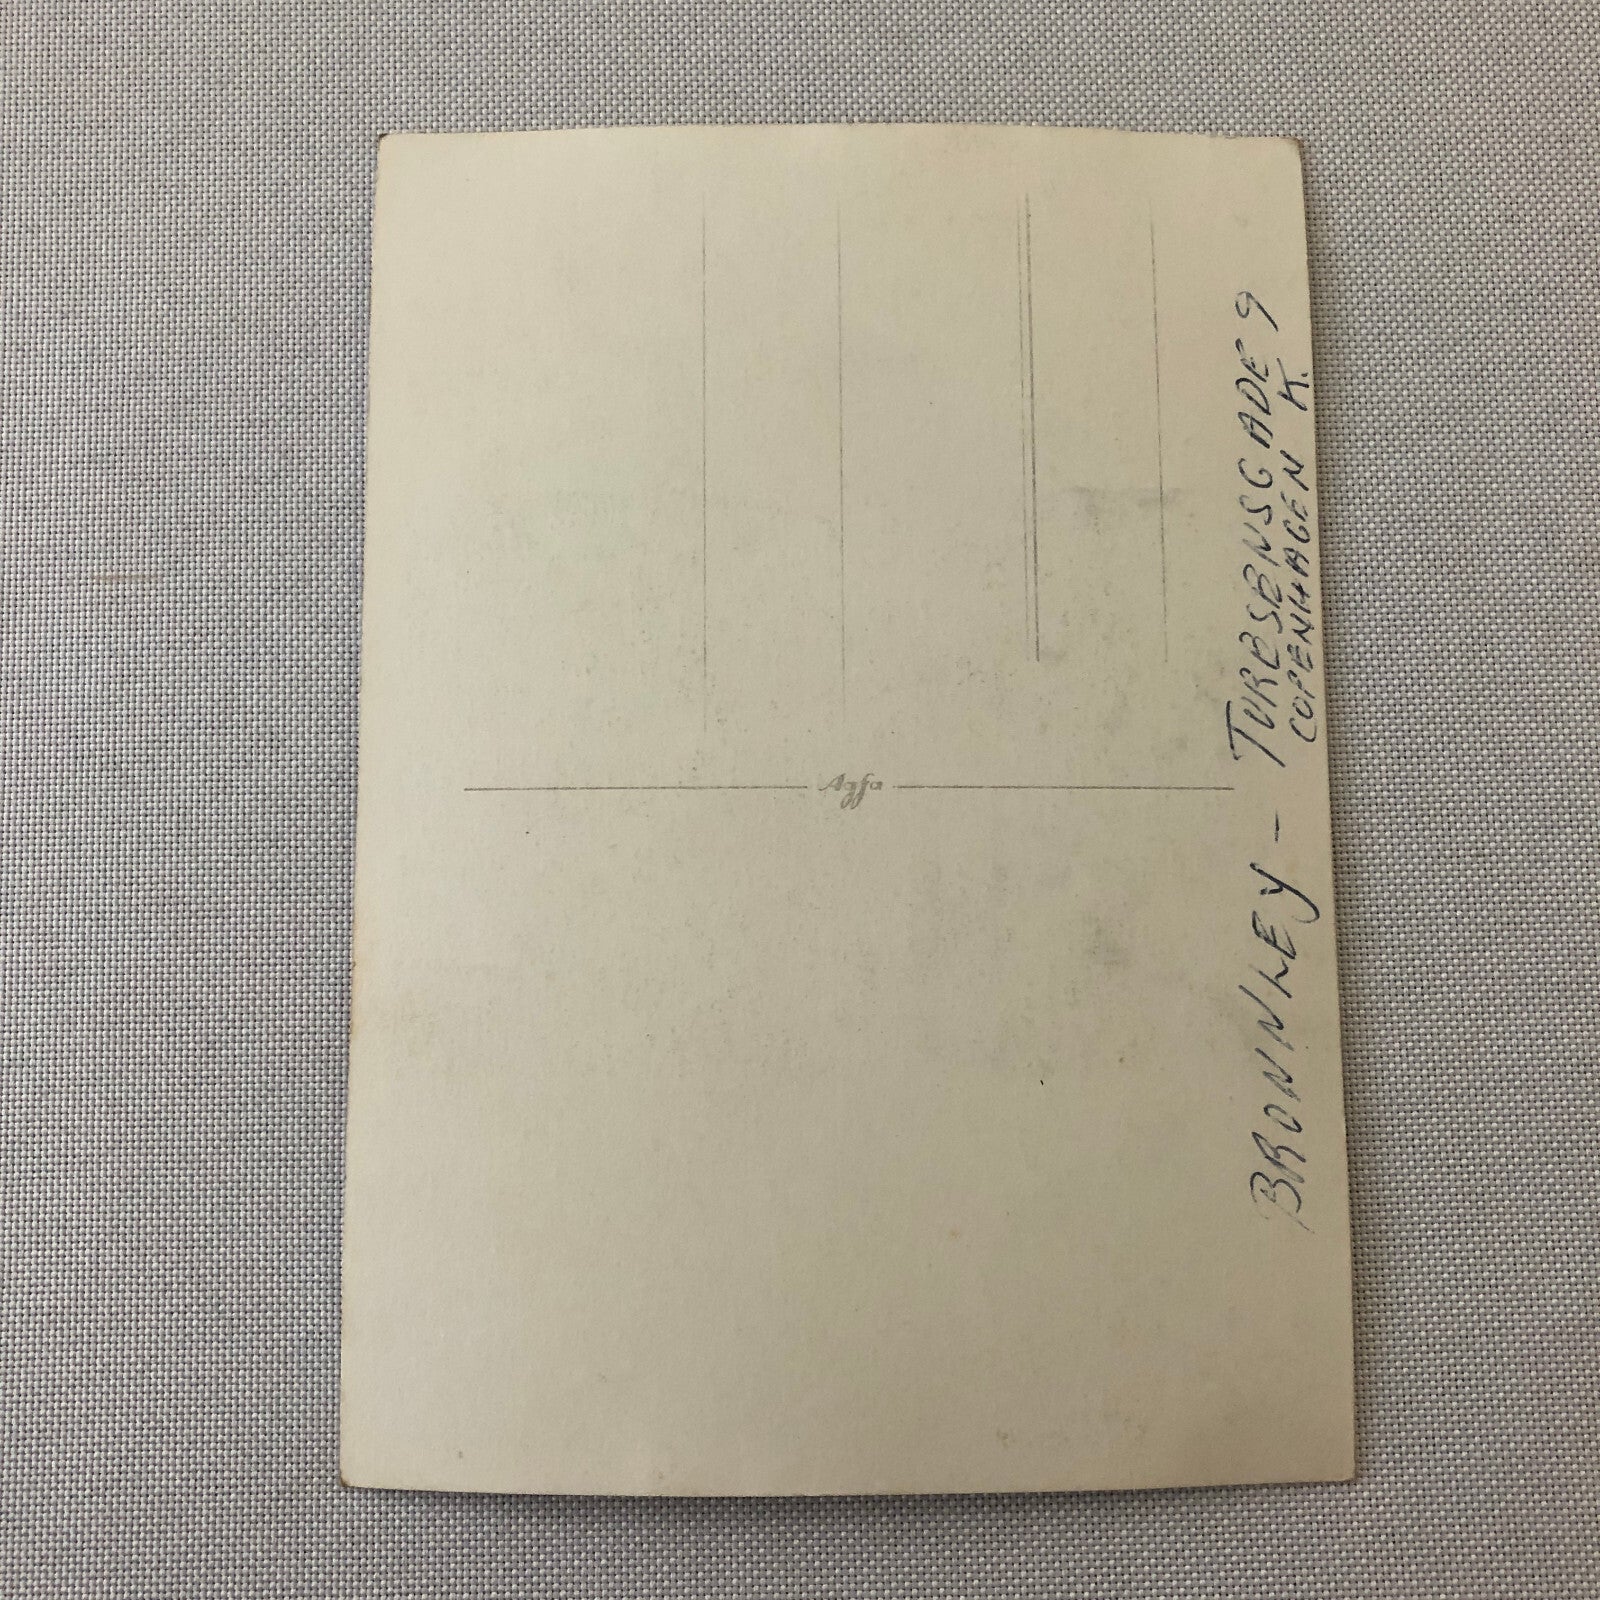 Agfa
BRONNLEY - TURESENSGADE 9
COPENHAGEN K.